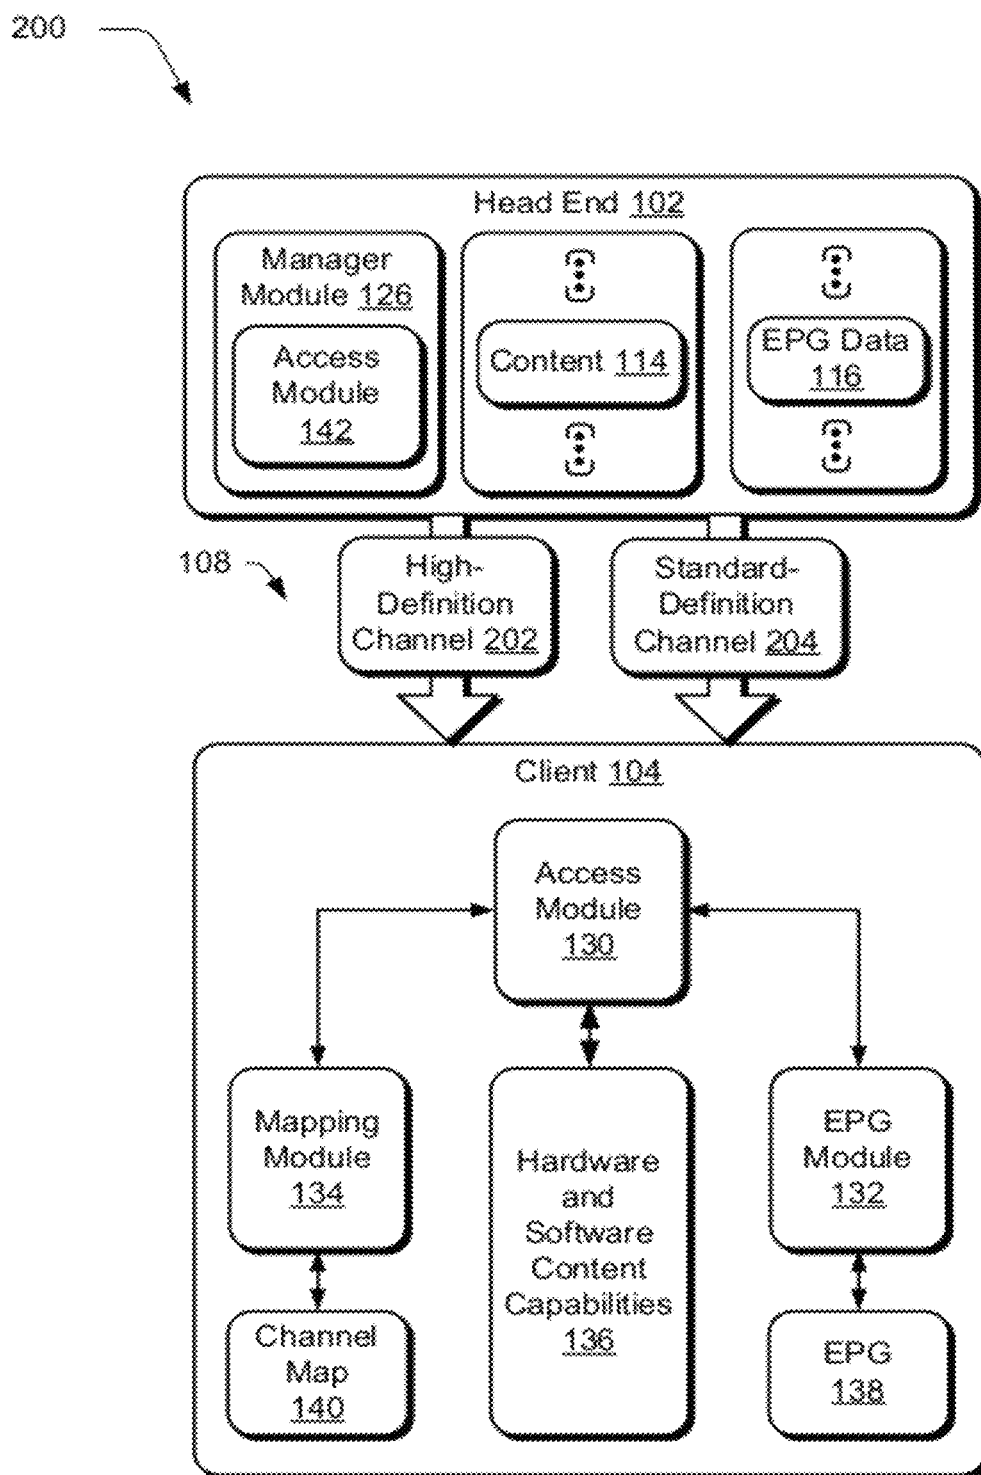 200
Head End 102
Manager
Module 126
Access
Module
142
Content 114
EPG Data
116
108
High-
Definition
Channel 202
Standard-
Definition
Channel 204
Client 104
Access
Module
130
Mapping
Module
134
Hardware
and
Software
Content
Capabilities
136
EPG
Module
132
Channel
Map
140
EPG
138